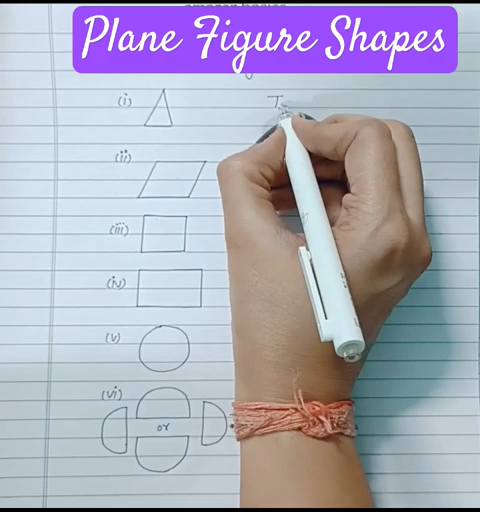 Plane Figure Shapes
(i)
T
(ii)
(iii)
(iv)
(v)
(vi)
or